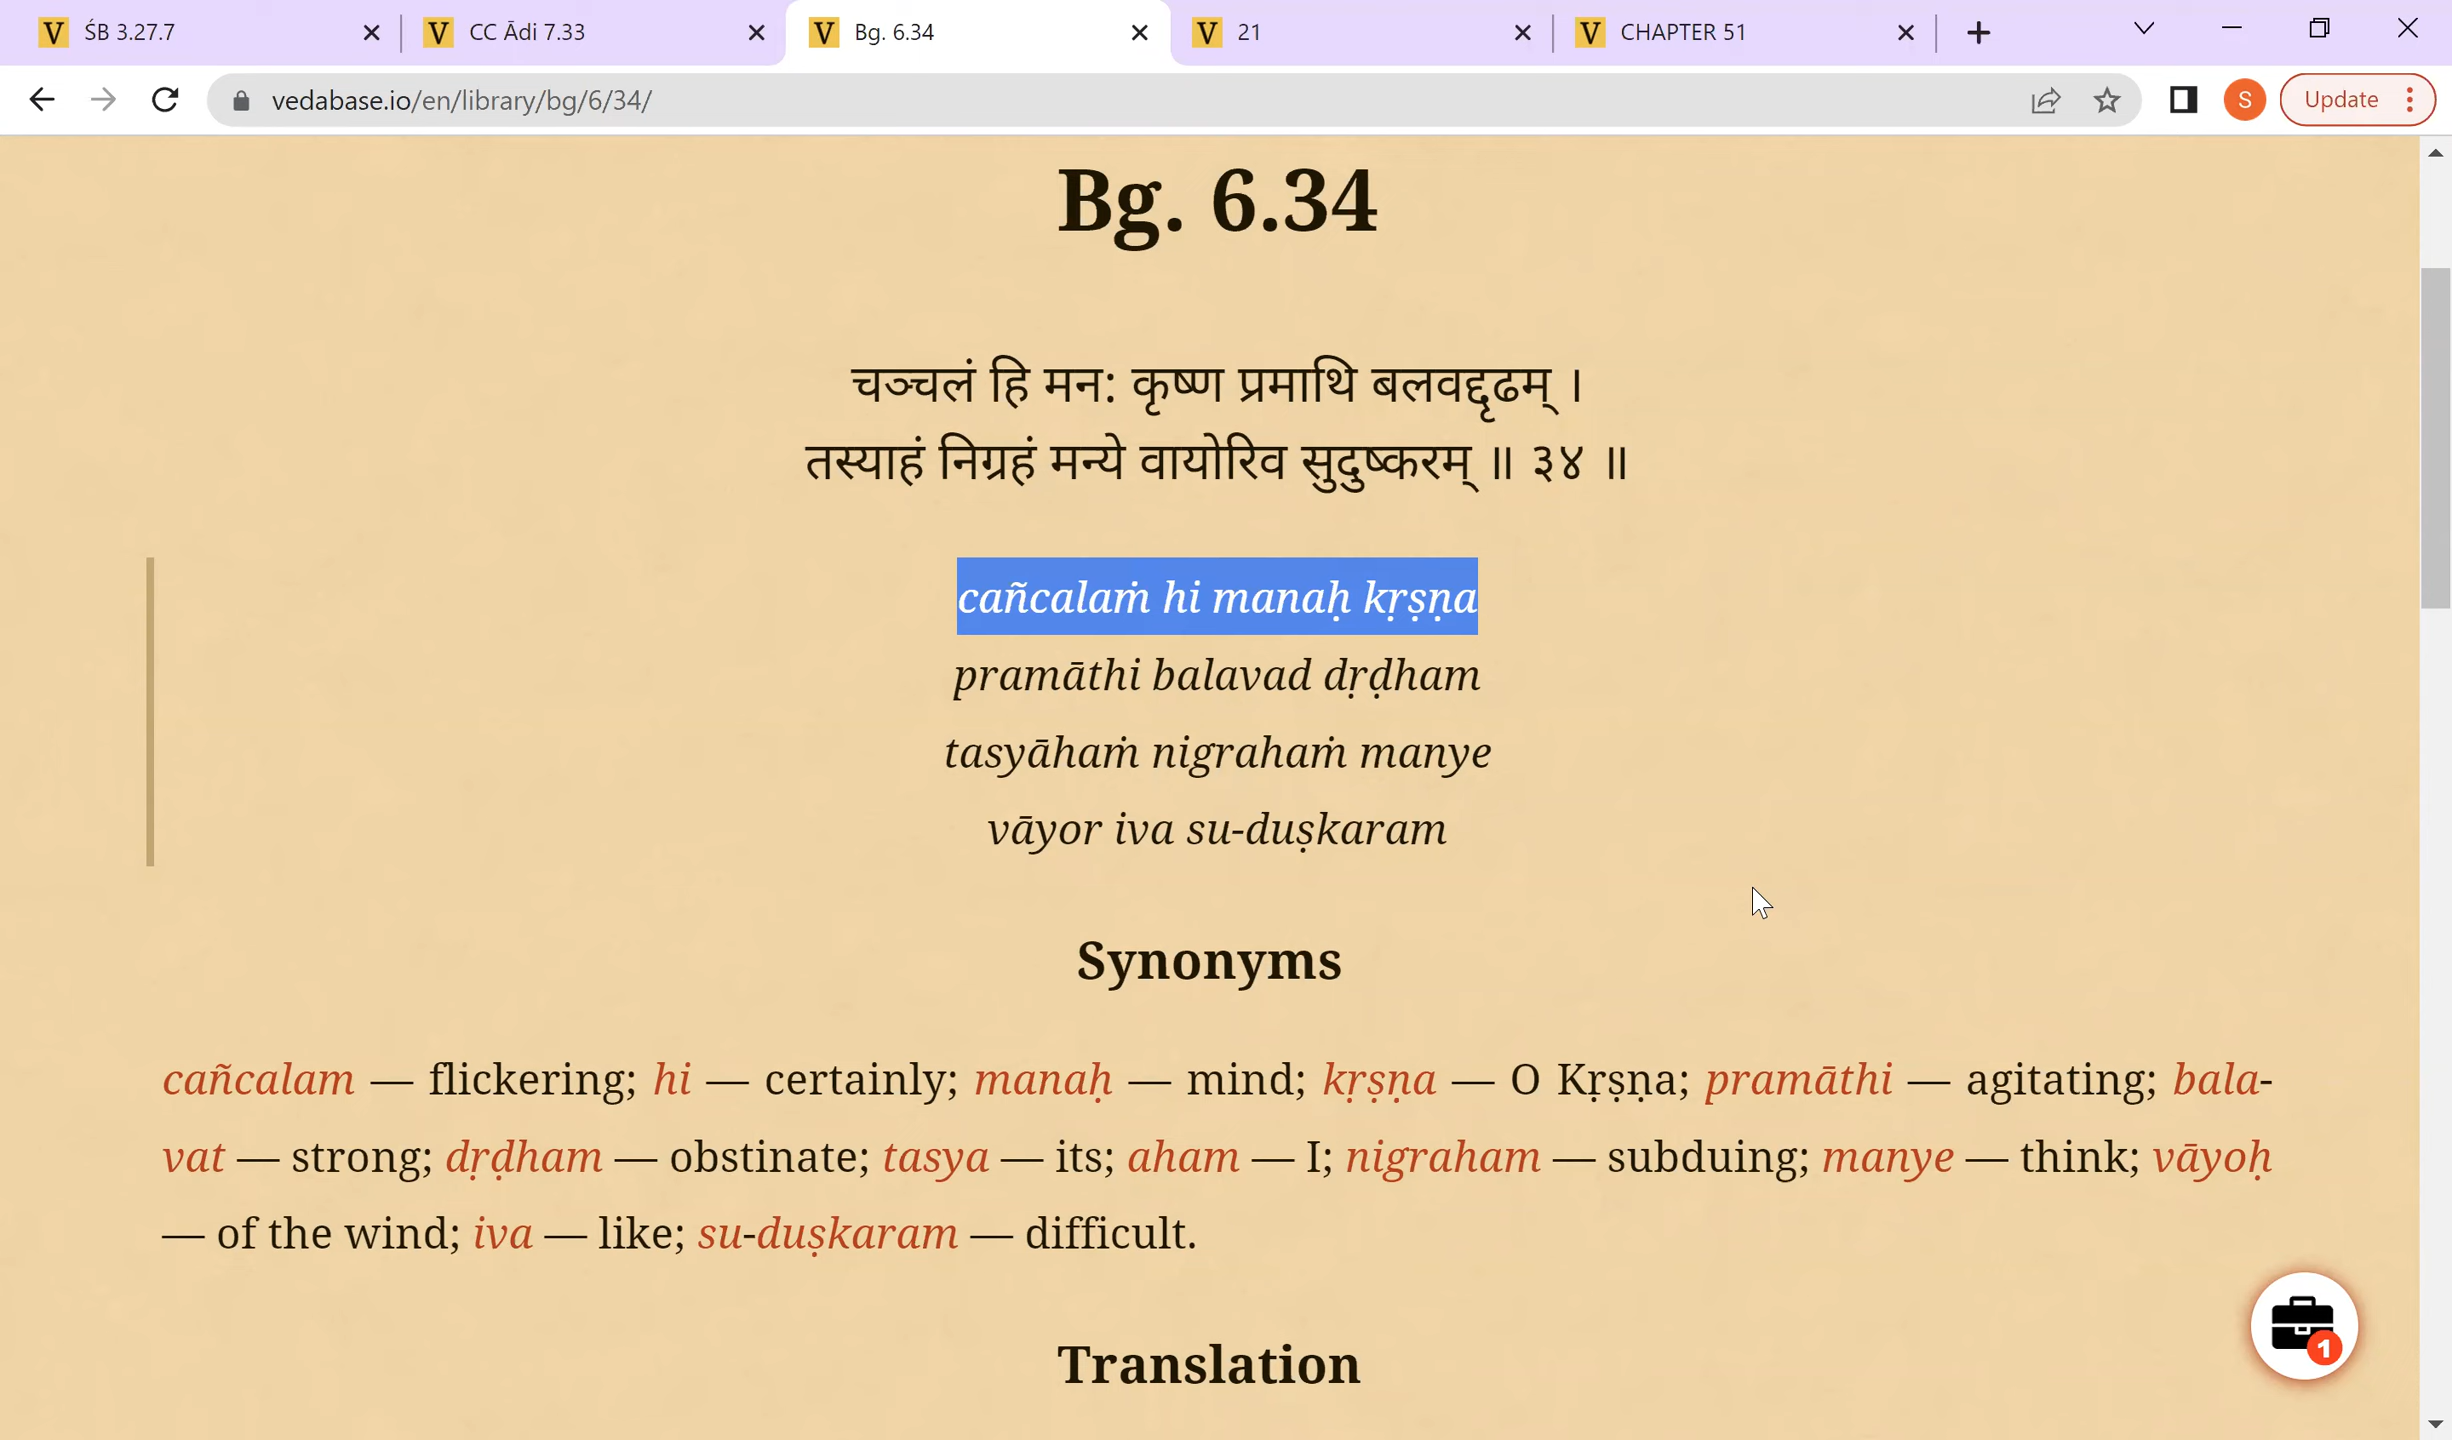 ŚB 3.27.7
CC Ādi 7.33
Bg. 6.34
21
CHAPTER 51
vedabase.io/en/library/bg/6/34/
S
Update
Bg. 6.34
चञ्चलं हि मन: कृष्ण प्रमाथि बलवद्दृढम् ।
तस्याहं निग्रहं मन्ये वायोरिव सुदुष्करम् ॥ ३४ ॥
cañcalaṁ hi manaḥ kṛṣṇa
pramāthi balavad dṛḍham
tasyāhaṁ nigrahaṁ manye
vāyor iva su-duṣkaram
Synonyms
cañcalam — flickering; hi — certainly; manaḥ — mind; kṛṣṇa — O Kṛṣṇa; pramāthi — agitating; bala-
vat — strong; dṛḍham — obstinate; tasya — its; aham — I; nigraham — subduing; manye — think; vāyoḥ
— of the wind; iva — like; su-duṣkaram — difficult.
1
Translation